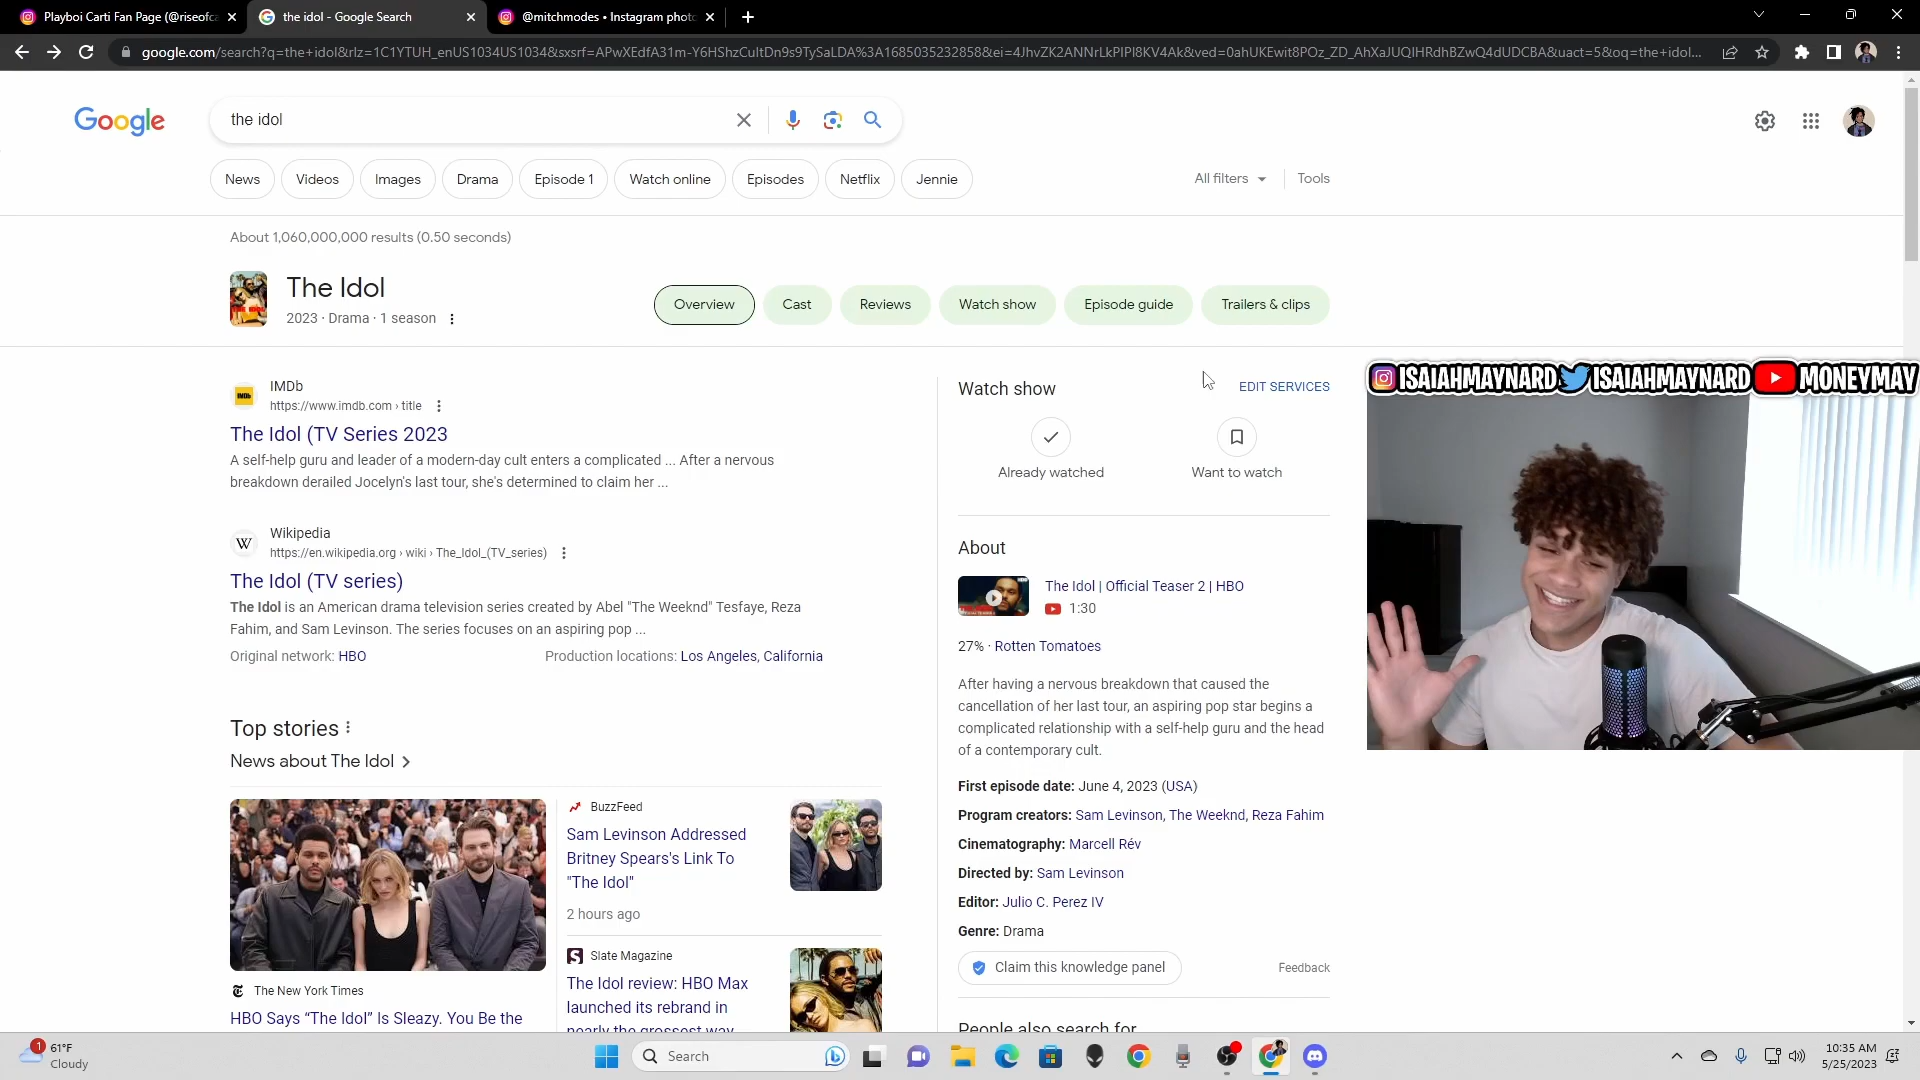 Playboi Carti Fan Page (@riseofca
the idol - Google Search
@mitchmodes • Instagram photo
google.com/search?q=the+idol&rlz=1C1YTUH_enUS1034US1034&sxsrf=APwXEdfA31m-Y6HShzCuItDn9s9TySaLDA%3A1685035232858&ei=4JhvZK2ANNrLkPIPl8KV4Ak&ved=0ahUKEwit8POz_ZD_AhXaJUQIHRdhBZwQ4dUDCBA&uact=5&oq=the+idol...
Google
the idol
News
Videos
Images
Drama
Episode 1
Watch online
Episodes
Netflix
Jennie
All filters
Tools
About 1,060,000,000 results (0.50 seconds)
The Idol
2023 · Drama · 1 season
Overview
Cast
Reviews
Watch show
Episode guide
Trailers & clips
IMDb
https://www.imdb.com › title
The Idol (TV Series 2023
A self-help guru and leader of a modern-day cult enters a complicated ... After a nervous
breakdown derailed Jocelyn's last tour, she's determined to claim her ...
W
Wikipedia
https://en.wikipedia.org › wiki › The_Idol_(TV_series)
The Idol (TV series)
The Idol is an American drama television series created by Abel "The Weeknd" Tesfaye, Reza
Fahim, and Sam Levinson. The series focuses on an aspiring pop ...
Original network: HBO
Production locations: Los Angeles, California
Top stories
News about The Idol
The New York Times
HBO Says “The Idol” Is Sleazy. You Be the
BuzzFeed
Sam Levinson Addressed
Britney Spears's Link To
"The Idol"
2 hours ago
Slate Magazine
The Idol review: HBO Max
launched its rebrand in
nearly the grossest way
Watch show
EDIT SERVICES
Already watched
Want to watch
About
The Idol | Official Teaser 2 | HBO
1:30
27% · Rotten Tomatoes
After having a nervous breakdown that caused the
cancellation of her last tour, an aspiring pop star begins a
complicated relationship with a self-help guru and the head
of a contemporary cult.
First episode date: June 4, 2023 (USA)
Program creators: Sam Levinson, The Weeknd, Reza Fahim
Cinematography: Marcell Rév
Directed by: Sam Levinson
Editor: Julio C. Perez IV
Genre: Drama
Claim this knowledge panel
Feedback
People also search for
ISAIAHMAYNARD ISAIAHMAYNARD MONEYMAY
1
61°F
Cloudy
Search
10:35 AM
5/25/2023